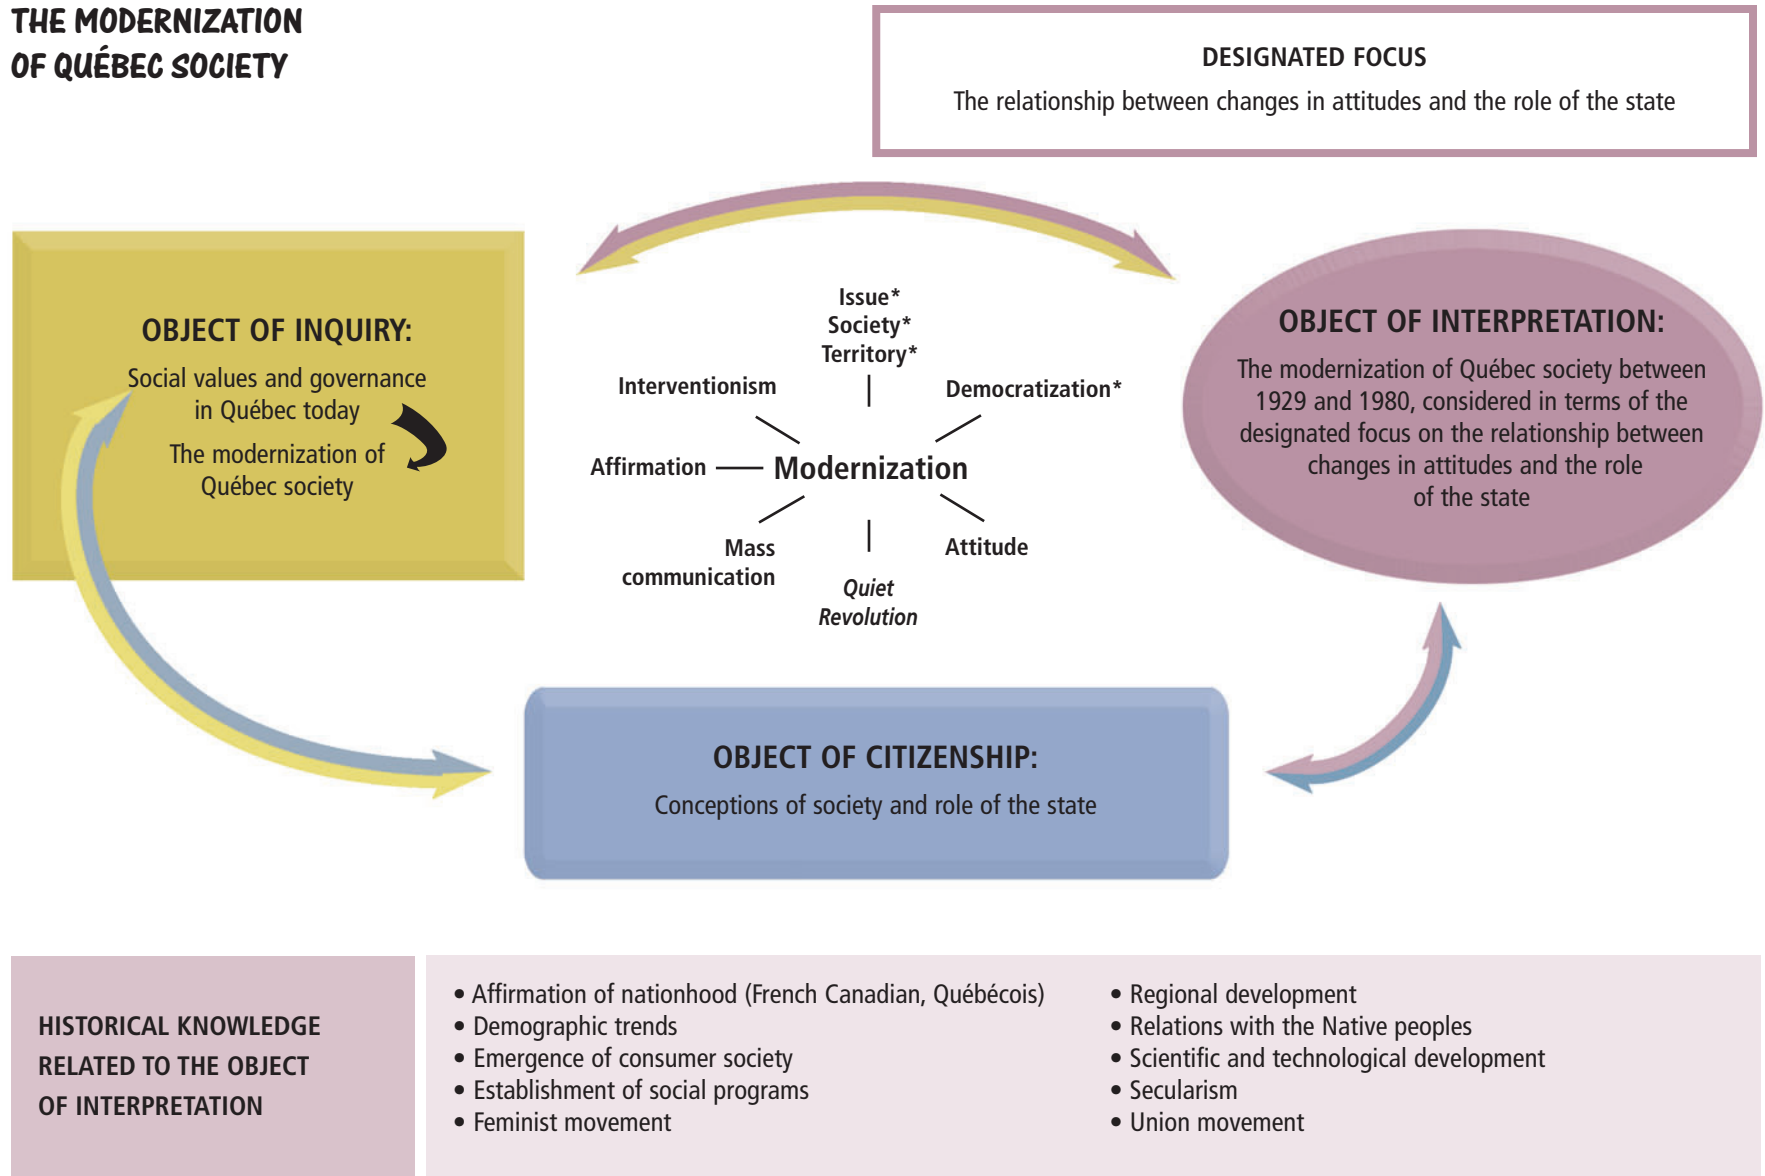 THE MODERNIZATION
OF QUÉBEC SOCIETY
DESIGNATED FOCUS
The relationship between changes in attitudes and the role of the state
OBJECT OF INQUIRY:
Social values and governance
in Québec today
The modernization of
Québec society
Issue*
Society*
Territory*
Interventionism
Democratization*
Affirmation
Modernization
Mass
communication
Quiet
Revolution
Attitude
OBJECT OF INTERPRETATION:
The modernization of Québec society between
1929 and 1980, considered in terms of the
designated focus on the relationship between
changes in attitudes and the role
of the state
OBJECT OF CITIZENSHIP:
Conceptions of society and role of the state
HISTORICAL KNOWLEDGE
RELATED TO THE OBJECT
OF INTERPRETATION
• Affirmation of nationhood (French Canadian, Québécois)
• Demographic trends
• Emergence of consumer society
• Establishment of social programs
• Feminist movement
• Regional development
• Relations with the Native peoples
• Scientific and technological development
• Secularism
• Union movement